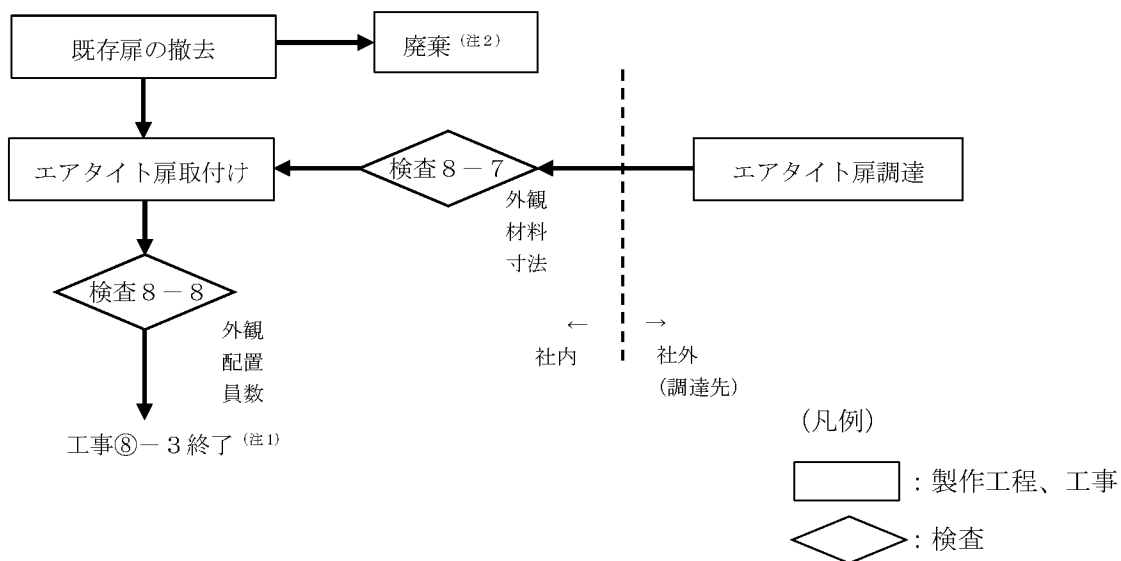 既存扉の撤去
廃棄（注２）
エアタイト扉取付け
検査８－７
エアタイト扉調達
外観
材料
寸法
検査８－８
外観
配置
員数
←
社内
→
社外
（調達先）
工事⑧－３終了（注１）
（凡例）
：製作工程、工事
：検査